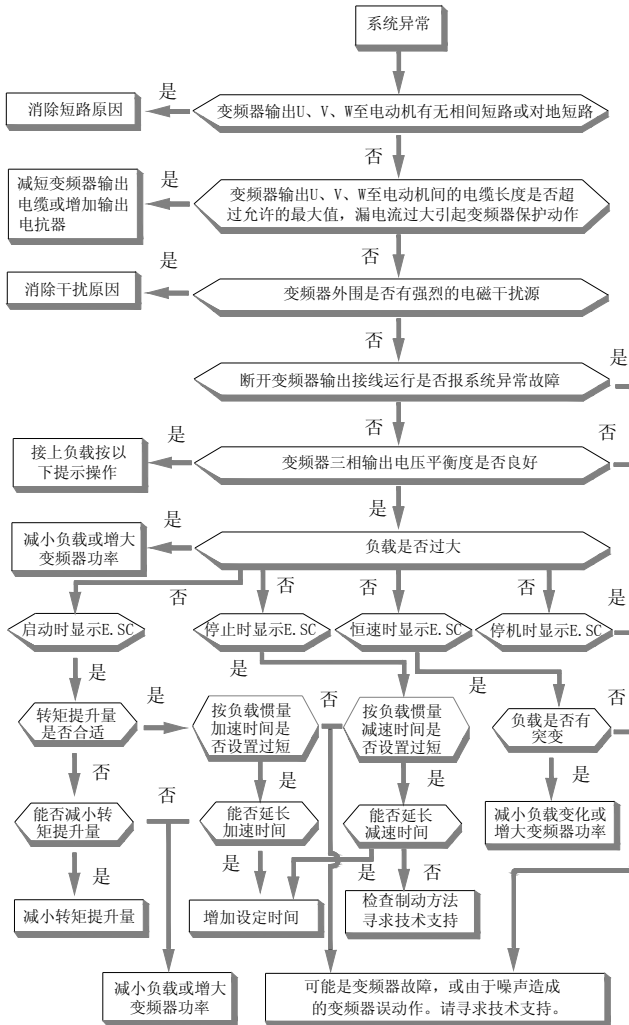 系统异常
是
消除短路原因
变频器输出U、V、W至电动机有无相间短路或对地短路
否
是
减短变频器输出
电缆或增加输出
电抗器
变频器输出U、V、W至电动机间的电缆长度是否超
过允许的最大值，漏电流过大引起变频器保护动作
是
否
消除干扰原因
变频器外围是否有强烈的电磁干扰源
否
是
断开变频器输出接线运行是否报系统异常故障
是
否
否
接上负载按以
下提示操作
变频器三相输出电压平衡度是否良好
是
是
减小负载或增大
变频器功率
负载是否过大
否
否
否
否
是
启动时显示E.SC
停止时显示E.SC
恒速时显示E.SC
停机时显示E.SC
是
是
是
是
否
否
转矩提升量
是否合适
按负载惯量
加速时间是
否设置过短
按负载惯量
减速时间是
否设置过短
负载是否有
突变
否
是
是
是
能否减小转
矩提升量
否
能否延长
加速时间
能否延长
减速时间
减小负载变化或
增大变频器功率
是
是
是
否
减小转矩提升量
增加设定时间
检查制动方法
寻求技术支持
减小负载或增大
变频器功率
可能是变频器故障，或由于噪声造成
的变频器误动作。请寻求技术支持。